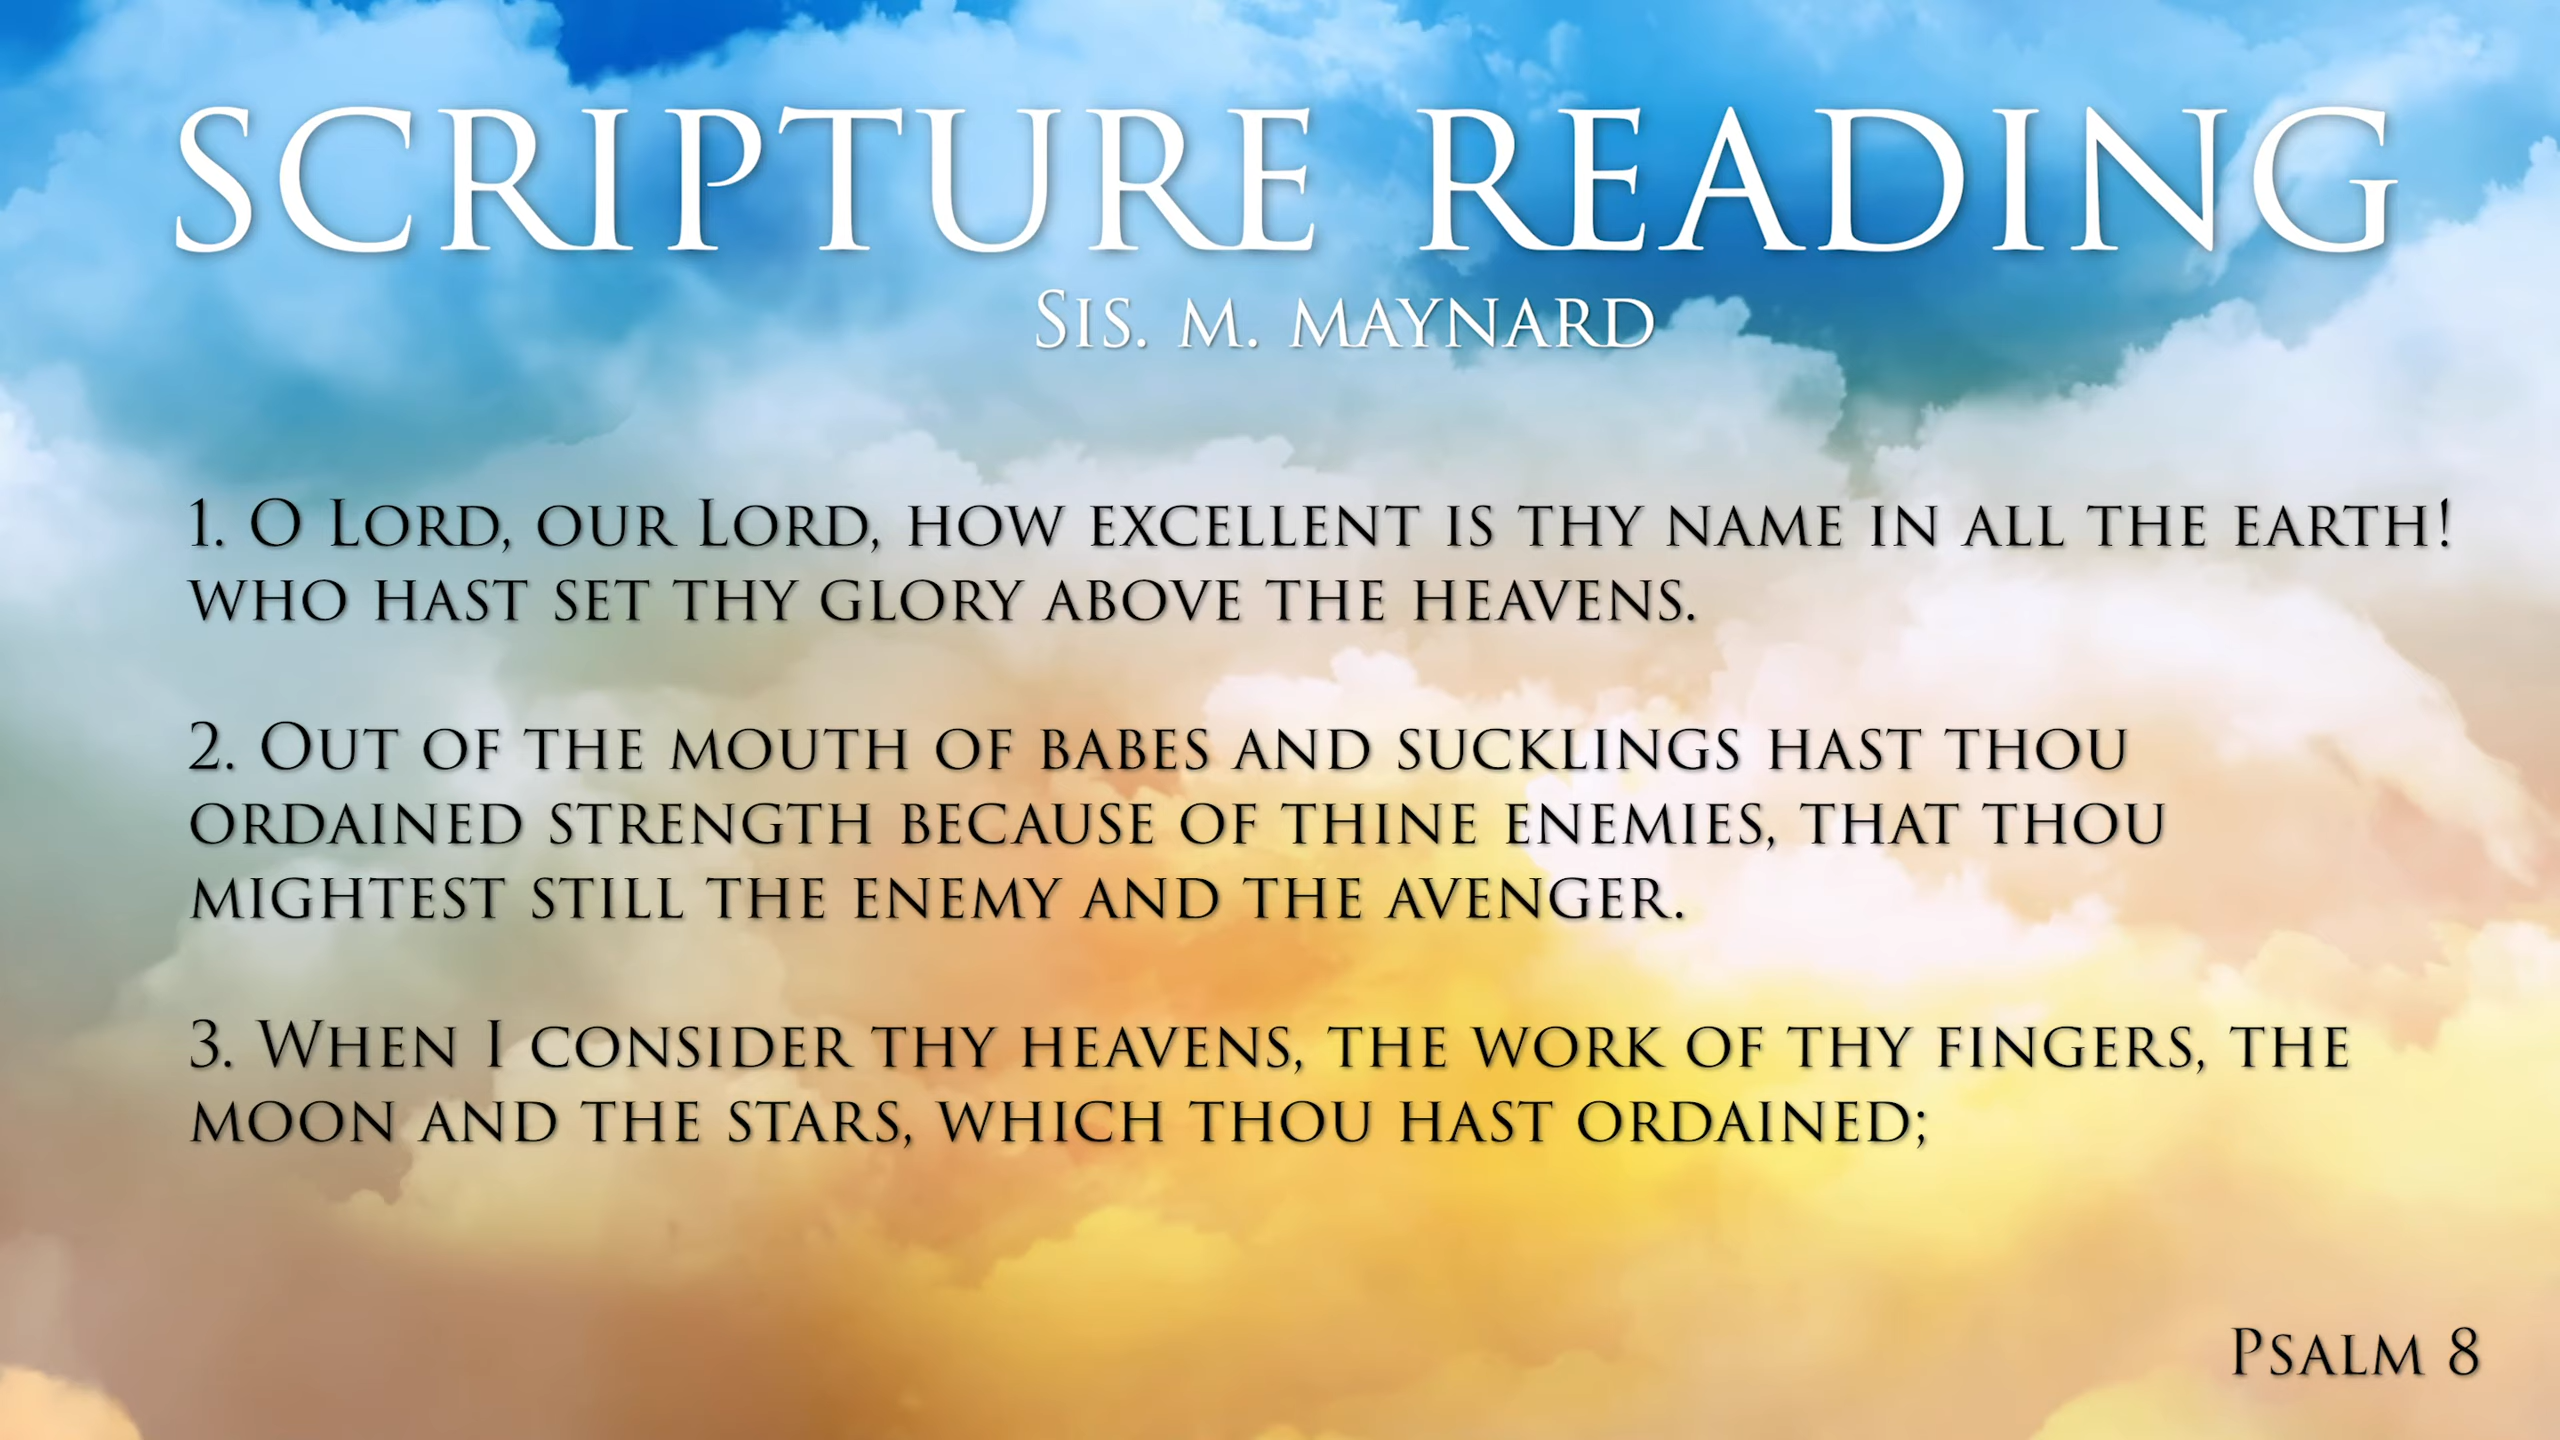 SCRIPTURE READING
SIS. M. MAYNARD
1. O LORD, OUR LORD, HOW EXCELLENT IS THY NAME IN ALL THE EARTH!
WHO HAST SET THY GLORY ABOVE THE HEAVENS.
2. OUT OF THE MOUTH OF BABES AND SUCKLINGS HAST THOU
ORDAINED STRENGTH BECAUSE OF THINE ENEMIES, THAT THOU
MIGHTEST STILL THE ENEMY AND THE AVENGER.
3. WHEN I CONSIDER THY HEAVENS, THE WORK OF THY FINGERS, THE
MOON AND THE STARS, WHICH THOU HAST ORDAINED;
PSALM 8